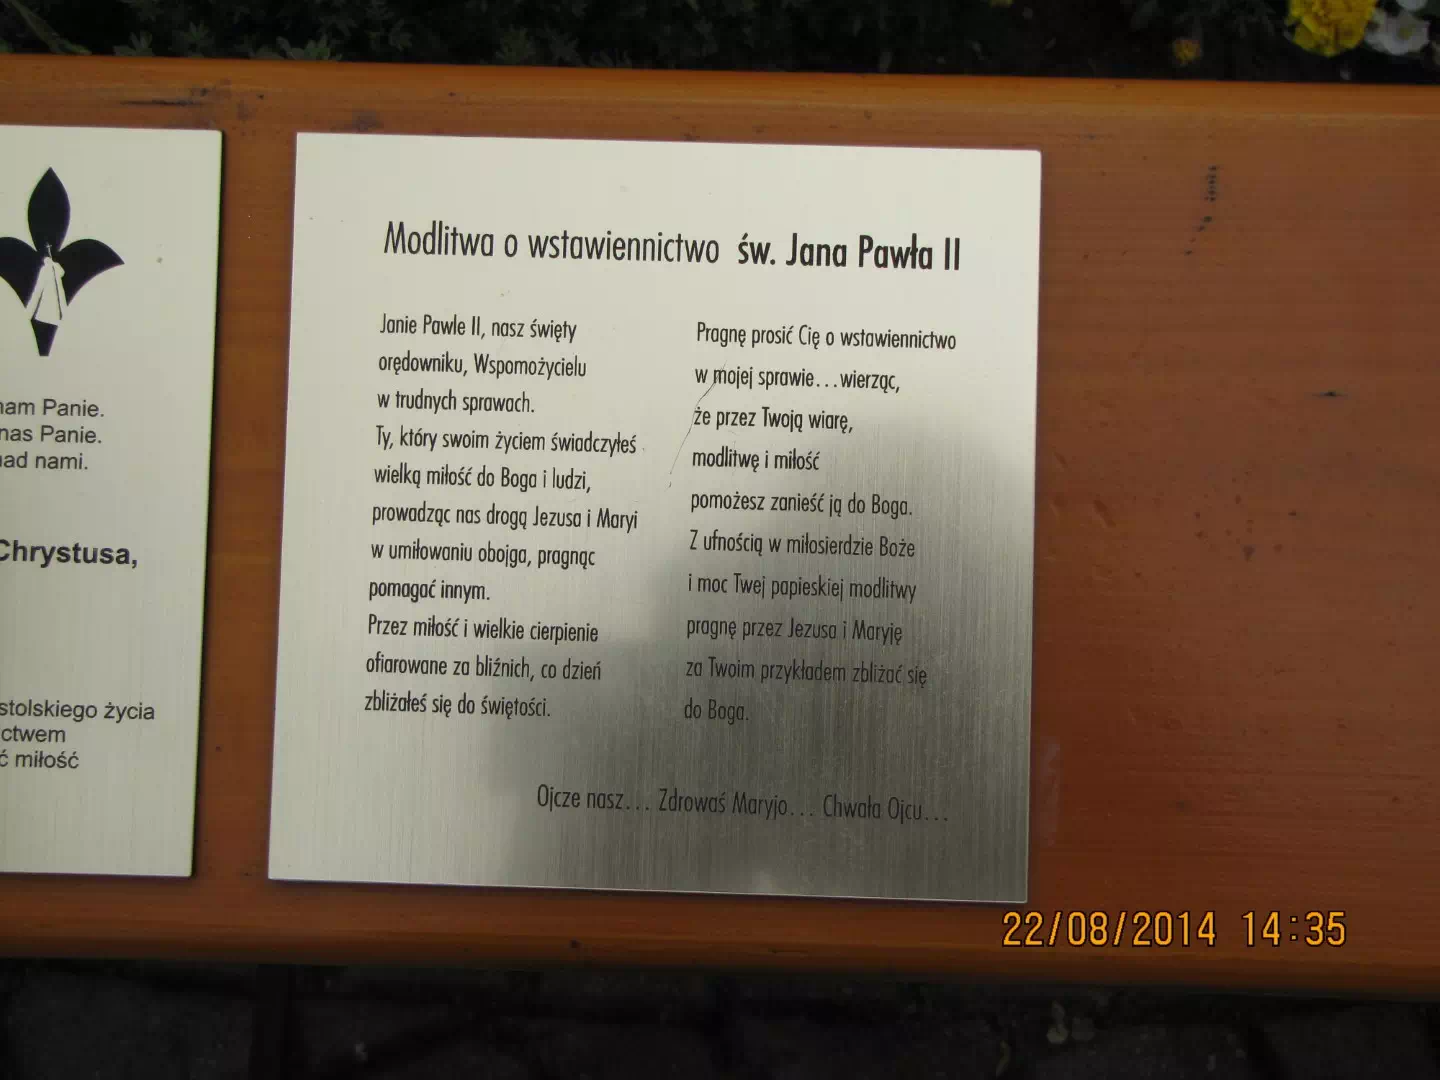 nam Panie.
nas Panie.
nad nami.
Chrystusa,
stolskiego życia
ctwem
ć miłość
Modlitwa o wstawiennictwo św. Jana Pawła II
Janie Pawle II, nasz święty
orędowniku, Wspomożycielu
w trudnych sprawach.
Ty, który swoim życiem świadczyłeś
wielką miłość do Boga i ludzi,
prowadząc nas drogą Jezusa i Maryi
w umiłowaniu obojga, pragnąc
pomagać innym.
Przez miłość i wielkie cierpienie
ofiarowane za bliźnich, co dzień
zbliżałeś się do świętości.
Pragnę prosić Cię o wstawiennictwo
w mojej sprawie...wierząc,
że przez Twoją wiarę,
modlitwę i miłość
pomożesz zanieść ją do Boga.
Z ufnością w miłosierdzie Boże
i moc Twej papieskiej modlitwy
pragnę przez Jezusa i Maryję
za Twoim przykładem zbliżać się
do Boga.
Ojcze nasz... Zdrowaś Maryjo... Chwała Ojcu...
22/08/2014 14:35